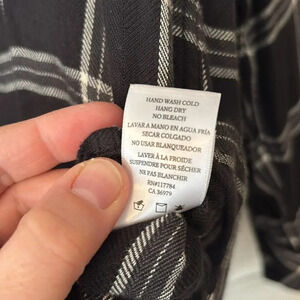 HAND WASH COLD
HANG DRY
NO BLEACH
LAVAR A MANO EN AGUA FRÍA
SECAR COLGADO
NO USAR BLANQUEADOR
LAVER À LA FROIDE
SUSPENDRE POUR SÉCHER
NE PAS BLANCHIR
RN#117784
CA 36979